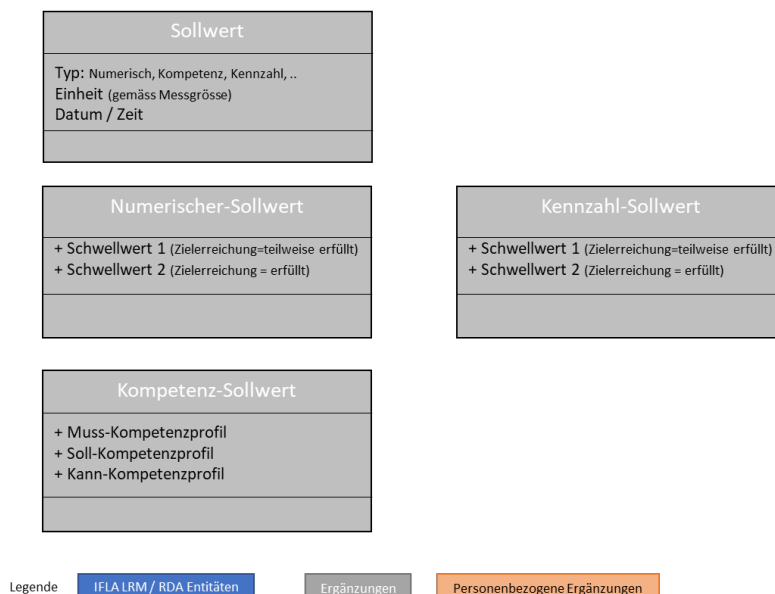 Sollwert
Typ: Numerisch, Kompetenz, Kennzahl, ..
Einheit (gemäss Messgrösse)
Datum / Zeit
Numerischer-Sollwert
+ Schwellwert 1 (Zielerreichung=teilweise erfüllt)
+ Schwellwert 2 (Zielerreichung = erfüllt)
Kennzahl-Sollwert
+ Schwellwert 1 (Zielerreichung=teilweise erfüllt)
+ Schwellwert 2 (Zielerreichung = erfüllt)
Kompetenz-Sollwert
+ Muss-Kompetenzprofil
+ Soll-Kompetenzprofil
+ Kann-Kompetenzprofil
Legende
IFLA LRM / RDA Entitäten
Ergänzungen
Personenbezogene Ergänzungen